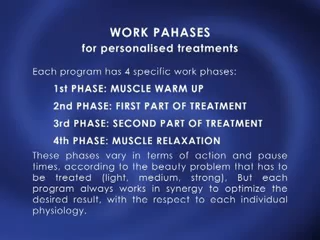 WORK PAHASES
for personalised treatments
Each program has 4 specific work phases:
1st PHASE: MUSCLE WARM UP
2nd PHASE: FIRST PART OF TREATMENT
3rd PHASE: SECOND PART OF TREATMENT
4th PHASE: MUSCLE RELAXATION
These phases vary in terms of action and pause
times, according to the beauty problem that has to
be treated (light, medium, strong). But each
program always works in synergy to optimize the
desired result, with the respect to each individual
physiology.